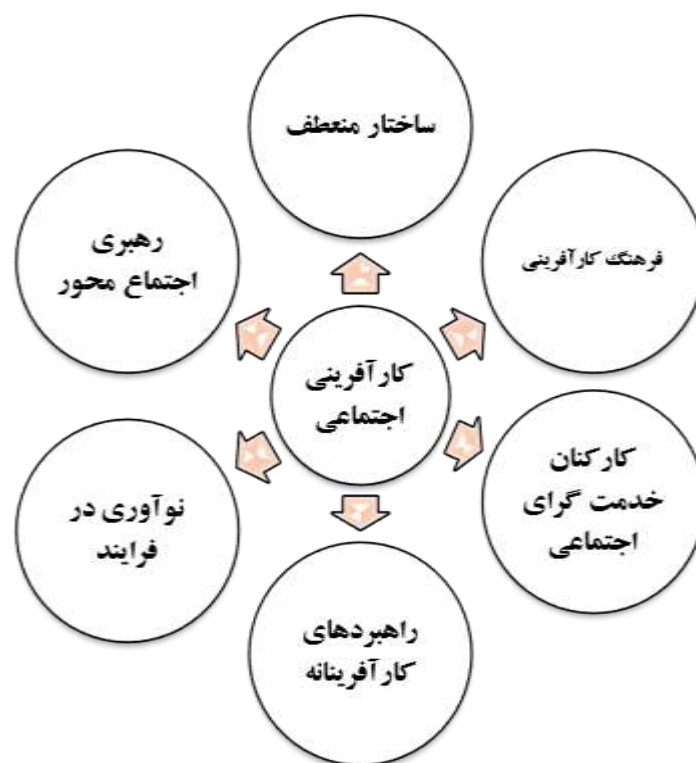 ساختار منعطف
فرهنگ کارآفرینی
کارکنان
خدمت گرای
اجتماعی
راهبردهای
کارآفرینانه
نوآوری در
فرایند
رهبری
اجتماع محور
کارآفرینی
اجتماعی